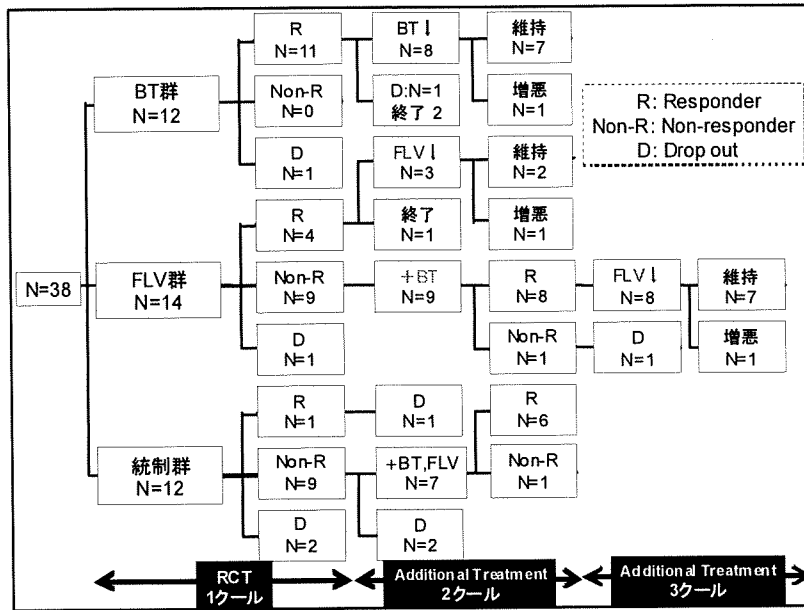 N=38
BT群
N=12
R
N=11
BT↓
N=8
維持
N=7
増悪
N=1
D:N=1
終了 2
Non-R
N=0
D
N=1
FLV群
N=14
R
N=4
FLV↓
N=3
維持
N=2
増悪
N=1
終了
N=1
Non-R
N=9
+BT
N=9
R
N=8
FLV↓
N=8
維持
N=7
増悪
N=1
Non-R
N=1
D
N=1
D
N=1
統制群
N=12
R
N=1
D
N=1
Non-R
N=9
+BT,FLV
N=7
R
N=6
Non-R
N=1
D
N=2
D
N=2
R: Responder
Non-R: Non-responder
D: Drop out
RCT
1クール
Additional Treatment
2クール
Additional Treatment
3クール